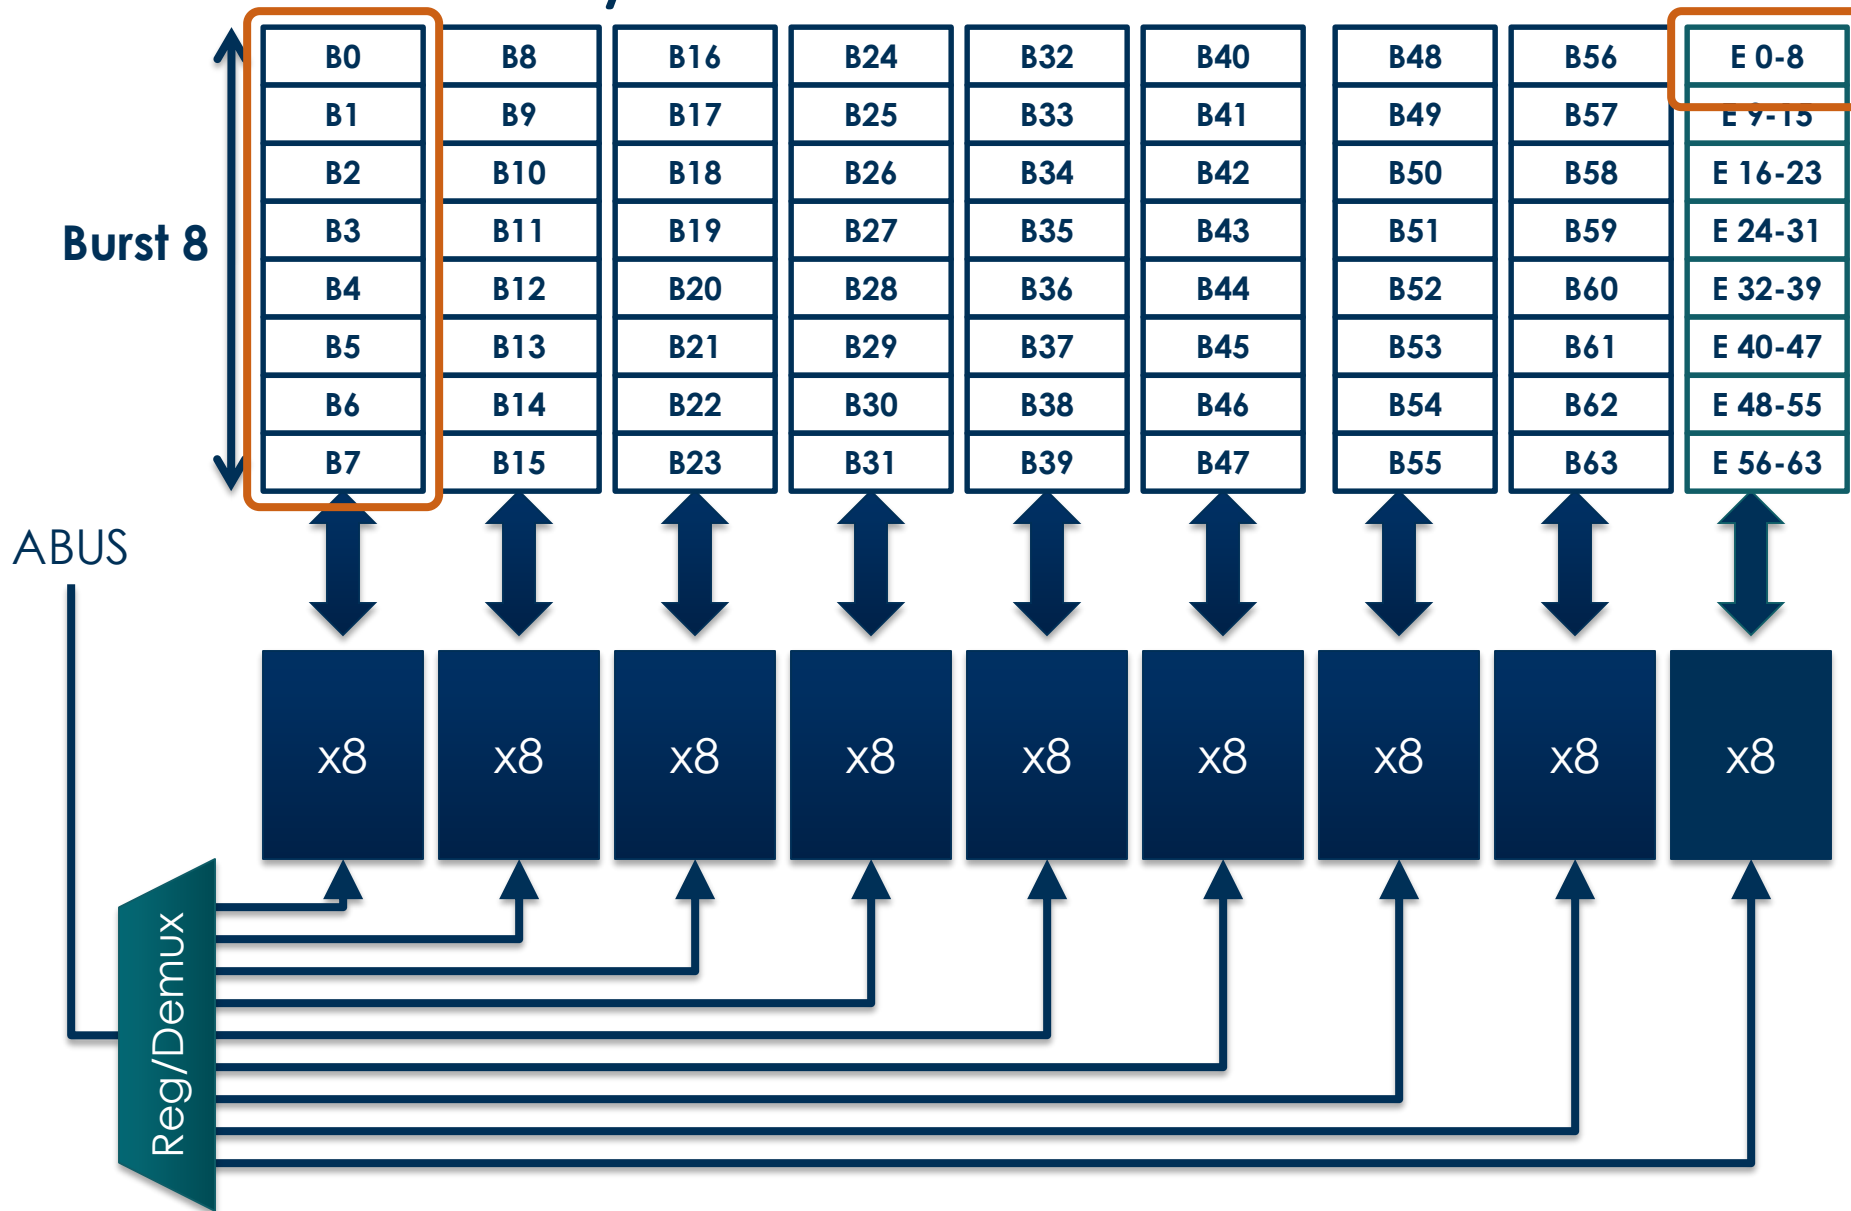 B0 B8 B16 B24 B32 B40 B48 B56 E 0-8
B1 B9 B17 B25 B33 B41 B49 B57 E 9-15
B2 B10 B18 B26 B34 B42 B50 B58 E 16-23
Burst 8 B3 B11 B19 B27 B35 B43 B51 B59 E 24-31
B4 B12 B20 B28 B36 B44 B52 B60 E 32-39
B5 B13 B21 B29 B37 B45 B53 B61 E 40-47
B6 B14 B22 B30 B38 B46 B54 B62 E 48-55
B7 B15 B23 B31 B39 B47 B55 B63 E 56-63
ABUS
x8 x8 x8 x8 x8 x8 x8 x8 x8
Reg/Demux